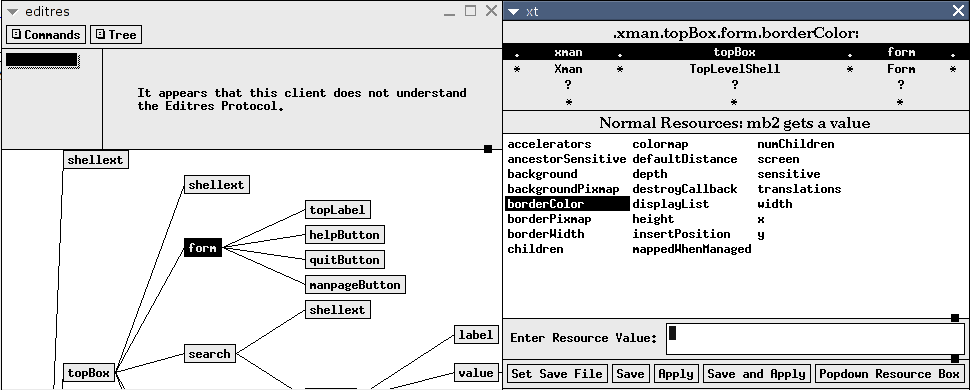 editres
Commands Tree
It appears that this client does not understand
the Editres Protocol.
shellext
shellext
topLabel
helpButton
form
quitButton
manpageButton
shellext
label
search
topBox
value
xt
.xman.topBox.form.borderColor:
. xman . topBox . form .
* Xman * TopLevelShell * Form *
? ? ?
* * *
Normal Resources: mb2 gets a value
accelerators colormap numChildren
ancestorSensitive defaultDistance screen
background depth sensitive
backgroundPixmap destroyCallback translations
borderColor displayList width
borderPixmap height x
borderWidth insertPosition y
children mappedWhenManaged
Enter Resource Value:
Set Save File Save Apply Save and Apply Popdown Resource Box